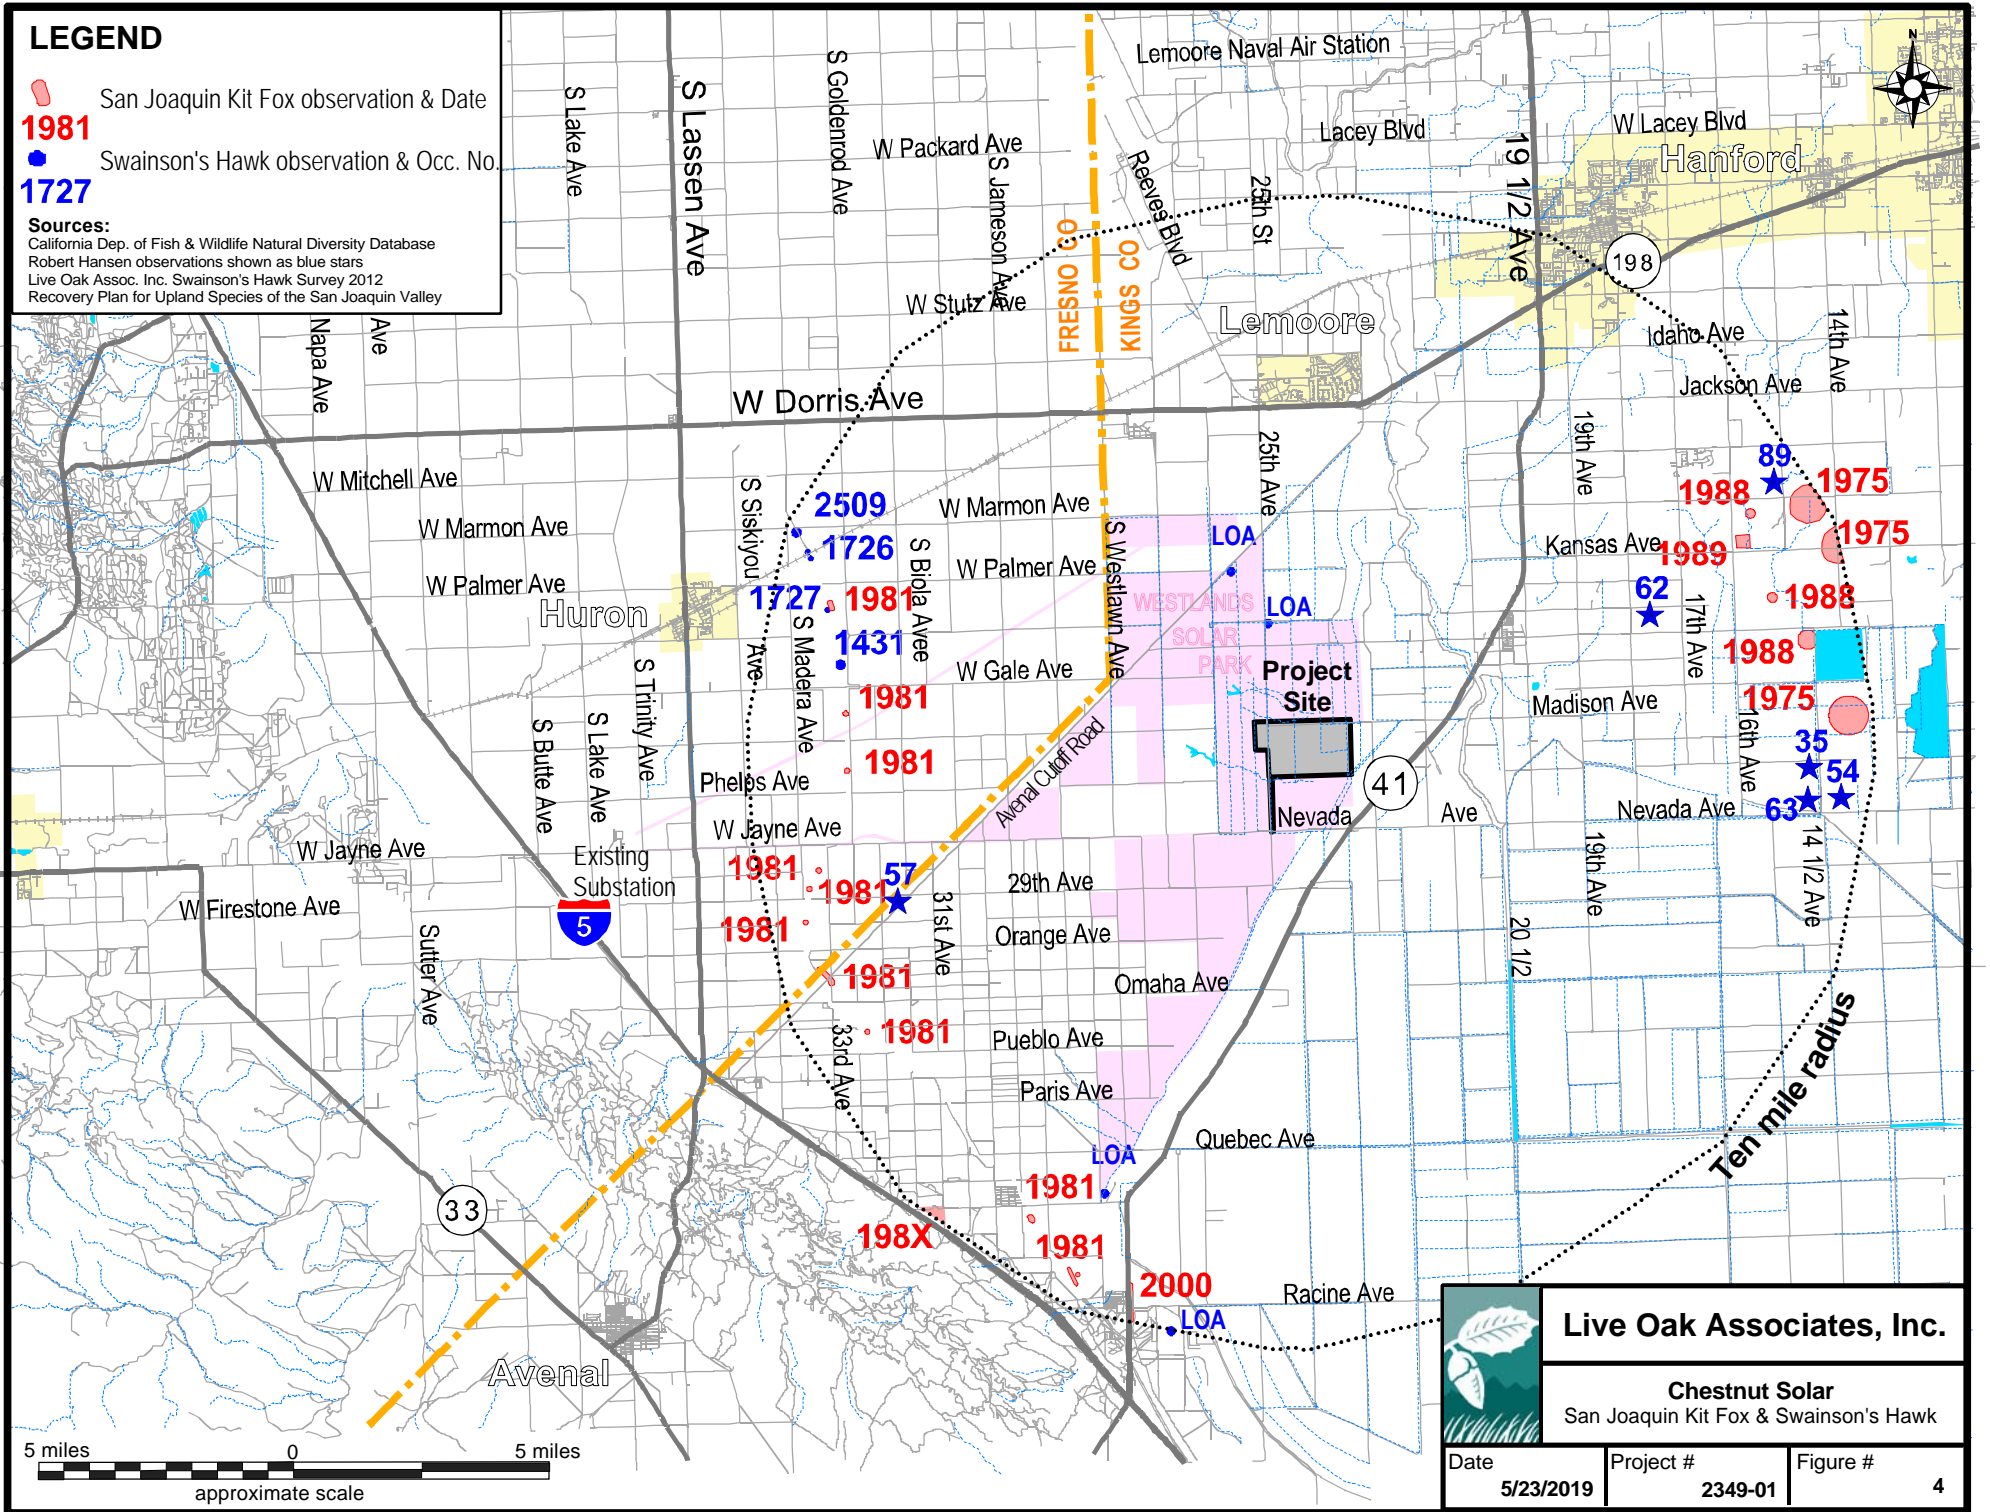 LEGEND
San Joaquin Kit Fox observation & Date
1981
Swainson's Hawk observation & Occ. No.
1727
Sources:
California Dep. of Fish & Wildlife Natural Diversity Database
Robert Hansen observations shown as blue stars
Live Oak Assoc. Inc. Swainson's Hawk Survey 2012
Recovery Plan for Upland Species of the San Joaquin Valley
N
Lemoore Naval Air Station
S Lake Ave
S Lassen Ave
S Goldenrod Ave
W Packard Ave
S Jameson Ave
Reeves Blvd
25th St
Lacey Blvd
19 1/2 Ave
W Lacey Blvd
Hanford
198
FRESNO CO
KINGS CO
W Stutz Ave
Lemoore
Idaho Ave
14th Ave
Jackson Ave
Napa Ave
Ave
W Dorris Ave
W Mitchell Ave
25th Ave
19th Ave
89
1975
1988
2509
W Marmon Ave
W Marmon Ave
S Siskiyou Ave
1726
S Biola Avee
S Westlawn Ave
LOA
1975
Kansas Ave
1989
W Palmer Ave
W Palmer Ave
1727
1981
WESTLANDS
SOLAR
PARK
LOA
62
1988
17th Ave
Huron
S Madera Ave
1431
W Gale Ave
1988
Project
Site
S Trinity Ave
1981
Madison Ave
1975
16th Ave
S Butte Ave
S Lake Ave
1981
Avenal Cutoff Road
35
54
63
Phelps Ave
41
Nevada
Ave
Nevada Ave
W Jayne Ave
W Jayne Ave
Existing
Substation
1981
57
1981
29th Ave
19th Ave
14 1/2 Ave
W Firestone Ave
5
1981
31st Ave
Orange Ave
20 1/2
Sutter Ave
1981
Omaha Ave
1981
33rd Ave
Pueblo Ave
Paris Ave
Ten mile radius
Quebec Ave
LOA
1981
33
198X
1981
2000
Racine Ave
LOA
Avenal
5 miles
0
5 miles
approximate scale
Live Oak Associates, Inc.
Chestnut Solar
San Joaquin Kit Fox & Swainson's Hawk
Date
5/23/2019
Project #
2349-01
Figure #
4